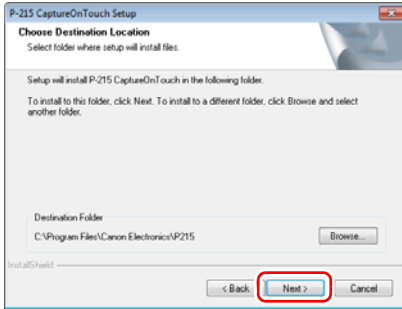 P-215 CaptureOnTouch Setup
Choose Destination Location
Select folder where setup will install files.
Setup will install P-215 CaptureOnTouch in the following folder.
To install to this folder, click Next. To install to a different folder, click Browse and select
another folder.
Destination Folder
C:\Program Files\Canon Electronics\P215
Browse...
InstallShield
< Back
Next >
Cancel